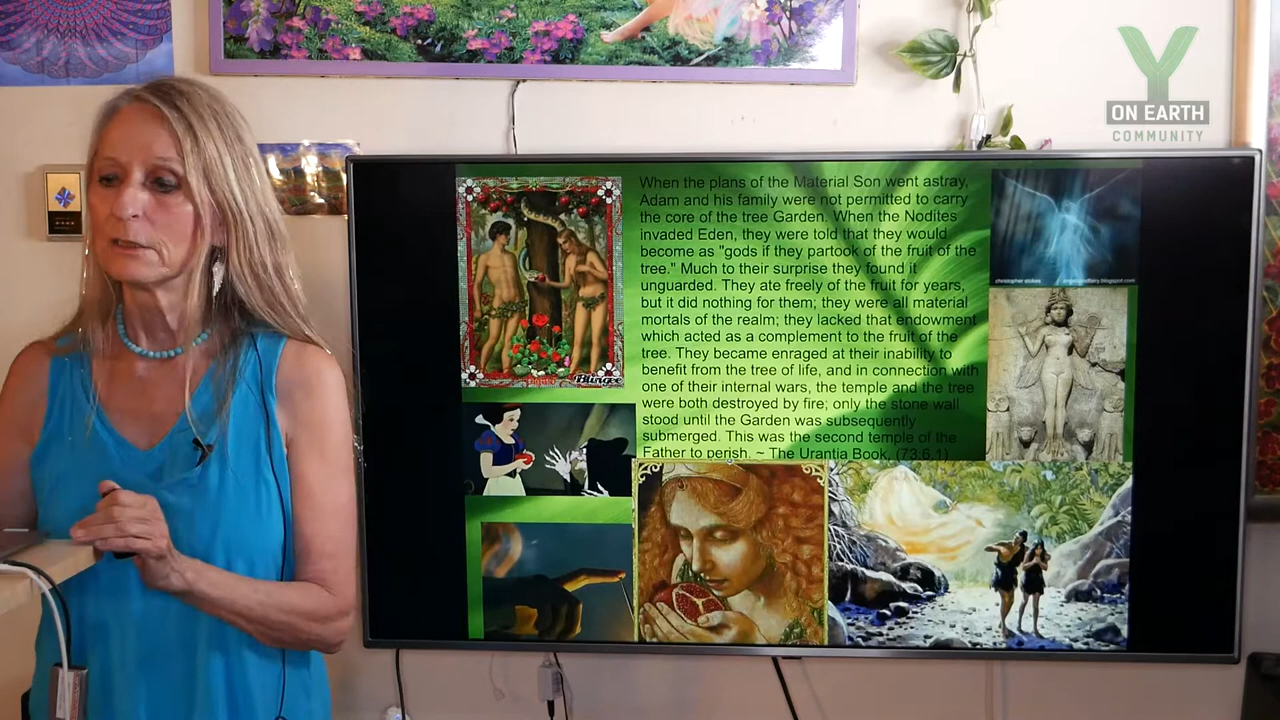 Y
ON EARTH
COMMUNITY
When the plans of the Material Son went astray,
Adam and his family were not permitted to carry
the core of the tree Garden. When the Nodites
invaded Eden, they were told that they would
become as "gods if they partook of the fruit of the
tree." Much to their surprise they found it
unguarded. They ate freely of the fruit for years,
but it did nothing for them; they were all material
mortals of the realm; they lacked that endowment
which acted as a complement to the fruit of the
tree. They became enraged at their inability to
benefit from the tree of life, and in connection with
one of their internal wars, the temple and the tree
were both destroyed by fire; only the stone wall
stood until the Garden was subsequently
submerged. This was the second temple of the
Father to perish. ~ The Urantia Book, (73:6.1)
Blingee
christopher stokes